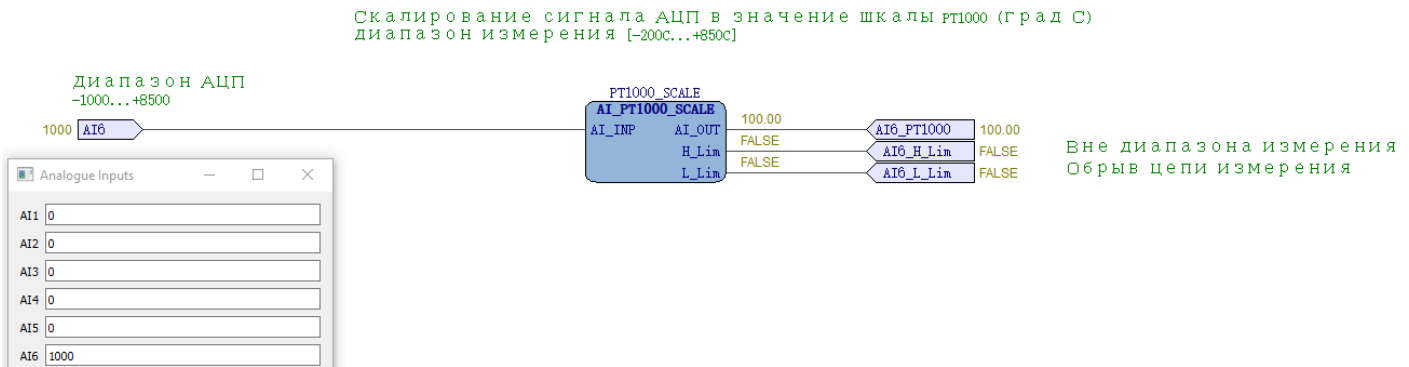 Скалирование сигнала АЦП в значение шкалы PT1000 (град С)
диапазон измерения [-200С...+850С]
Диапазон АЦП
-1000...+8500
PT1000_SCALE
AI_PT1000_SCALE
1000 AI6 AI_INP AI_OUT 100.00 AI6_PT1000 100.00
H_Lim FALSE AI6_H_Lim FALSE Вне диапазона измерения
L_Lim FALSE AI6_L_Lim FALSE Обрыв цепи измерения
Analogue Inputs
AI1 0
AI2 0
AI3 0
AI4 0
AI5 0
AI6 1000